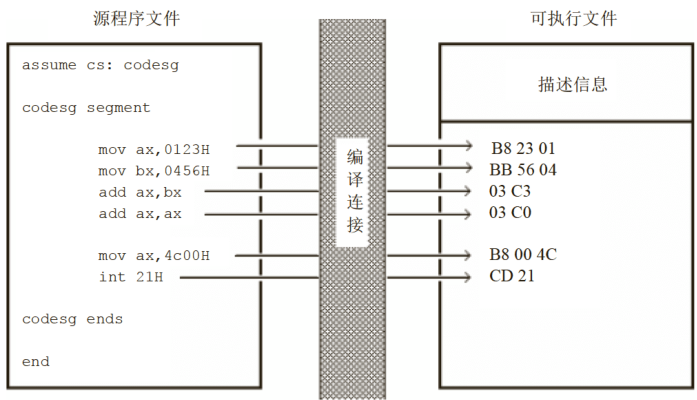 源程序文件
可执行文件
assume cs: codesg
codesg segment
mov ax,0123H
mov bx,0456H
add ax,bx
add ax,ax
mov ax,4c00H
int 21H
codesg ends
end
编译连接
描述信息
B8 23 01
BB 56 04
03 C3
03 C0
B8 00 4C
CD 21